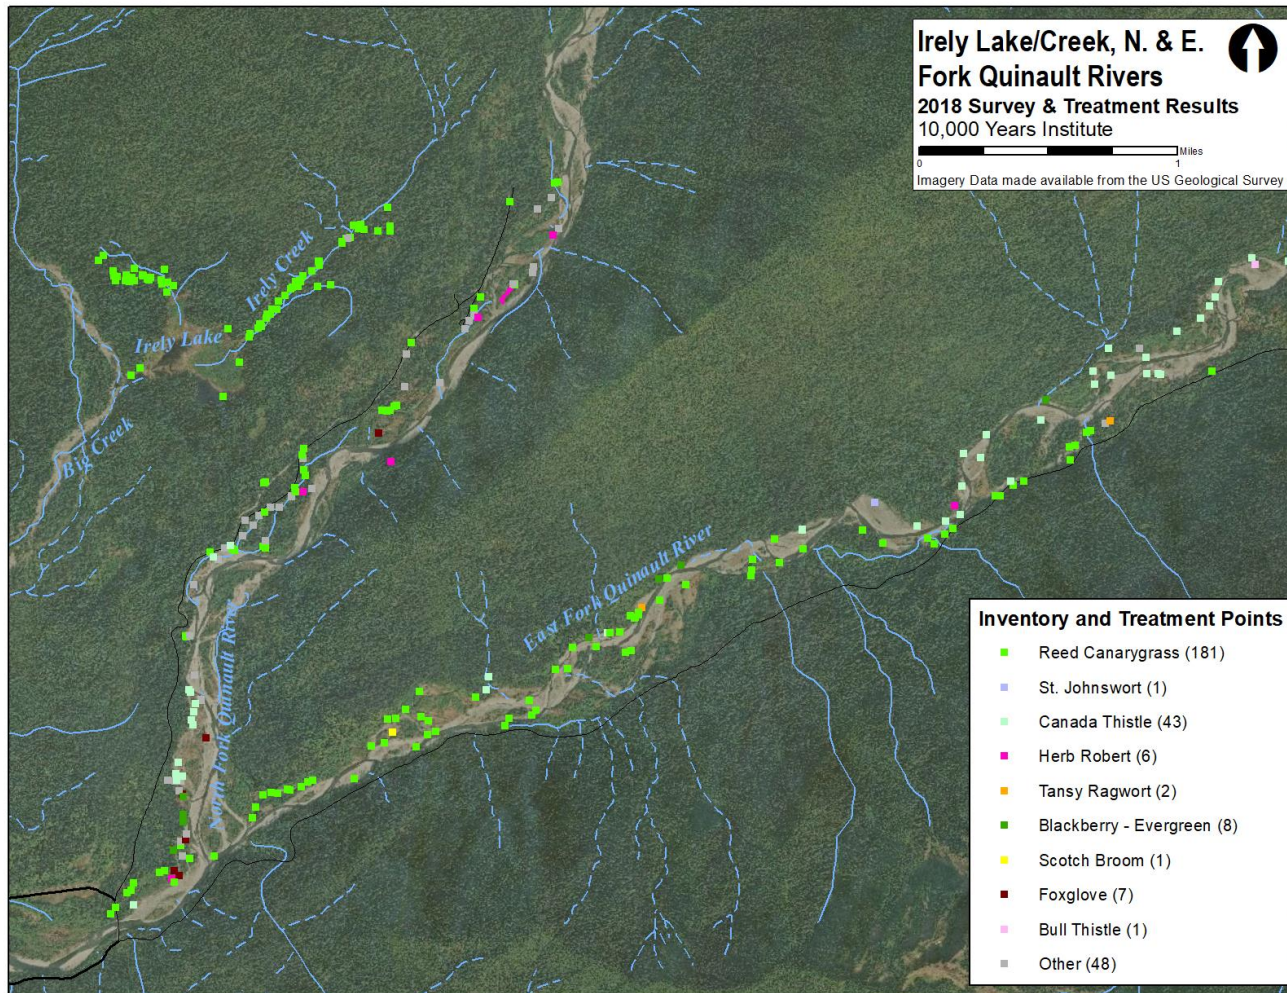 Irely Lake/Creek, N. & E.
Fork Quinault Rivers
2018 Survey & Treatment Results
10,000 Years Institute
Miles
0 1
Imagery Data made available from the US Geological Survey
Irely Creek
Irely Lake
Big Creek
East Fork Quinault River
North Fork Quinault River
Inventory and Treatment Points
Reed Canarygrass (181)
St. Johnswort (1)
Canada Thistle (43)
Herb Robert (6)
Tansy Ragwort (2)
Blackberry - Evergreen (8)
Scotch Broom (1)
Foxglove (7)
Bull Thistle (1)
Other (48)